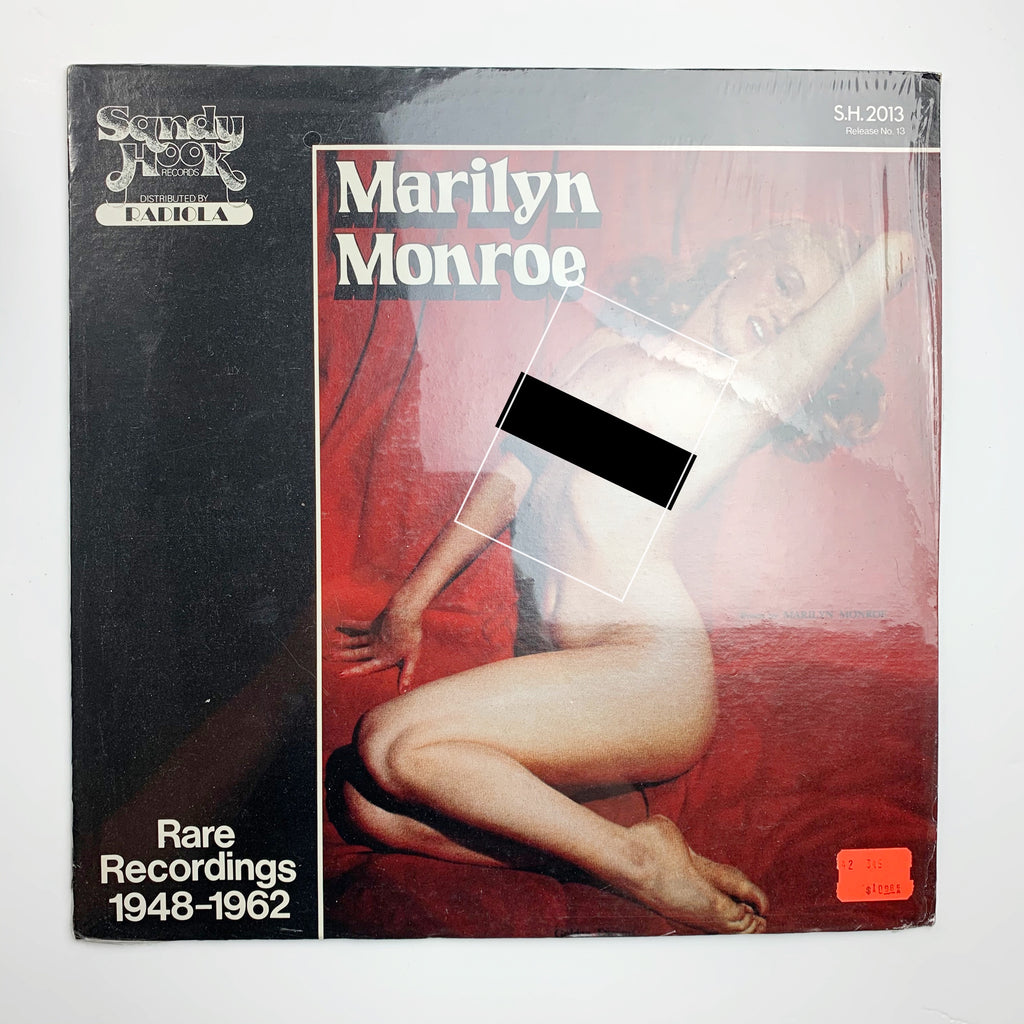 Sandy
Hook
RECORDS
DISTRIBUTED BY
RADIOLA
S.H.2013
Release No. 13
Marilyn
Monroe
MARILYN MONROE
Rare
Recordings
1948–1962